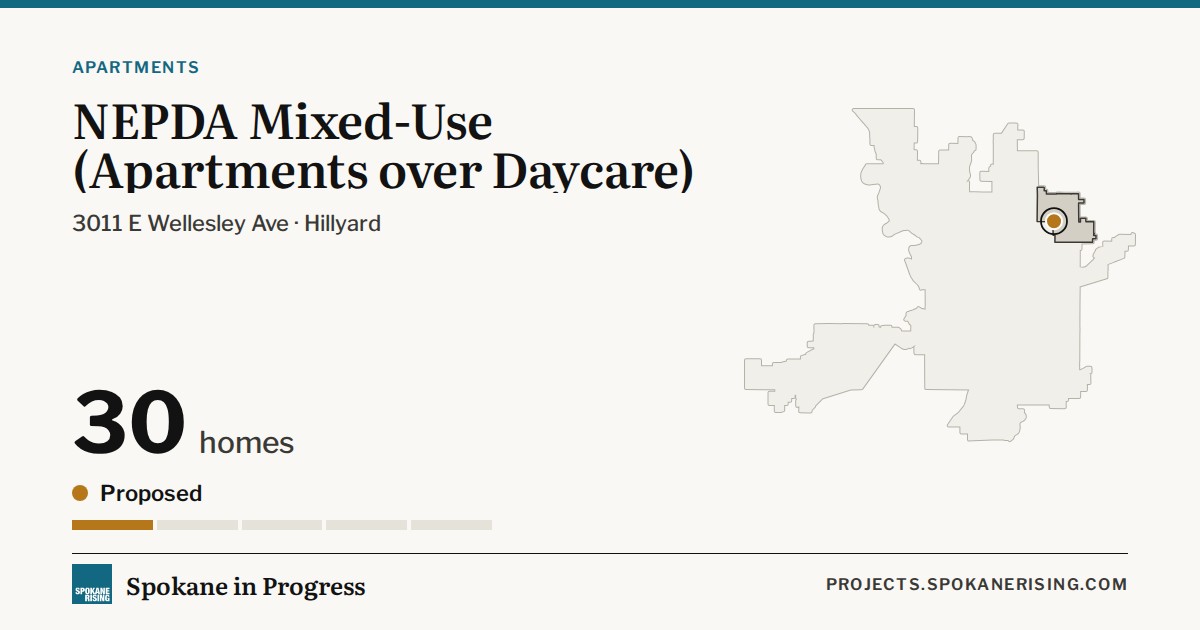 APARTMENTS
NEPDA Mixed-Use
(Apartments over Daycare)
3011 E Wellesley Ave · Hillyard
30 homes
Proposed
SPOKANE
RISING
Spokane in Progress
PROJECTS.SPOKANERISING.COM